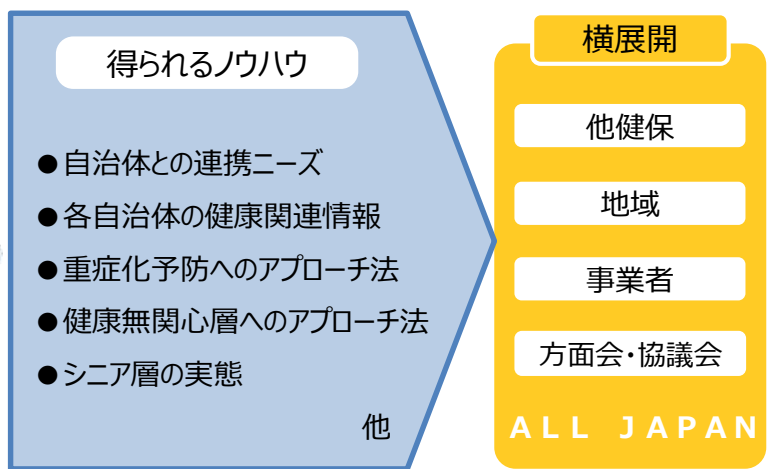 得られるノウハウ
●自治体との連携ニーズ
●各自治体の健康関連情報
●重症化予防へのアプローチ法
●健康無関心層へのアプローチ法
●シニア層の実態
他
横展開
他健保
地域
事業者
方面会・協議会
ALL JAPAN